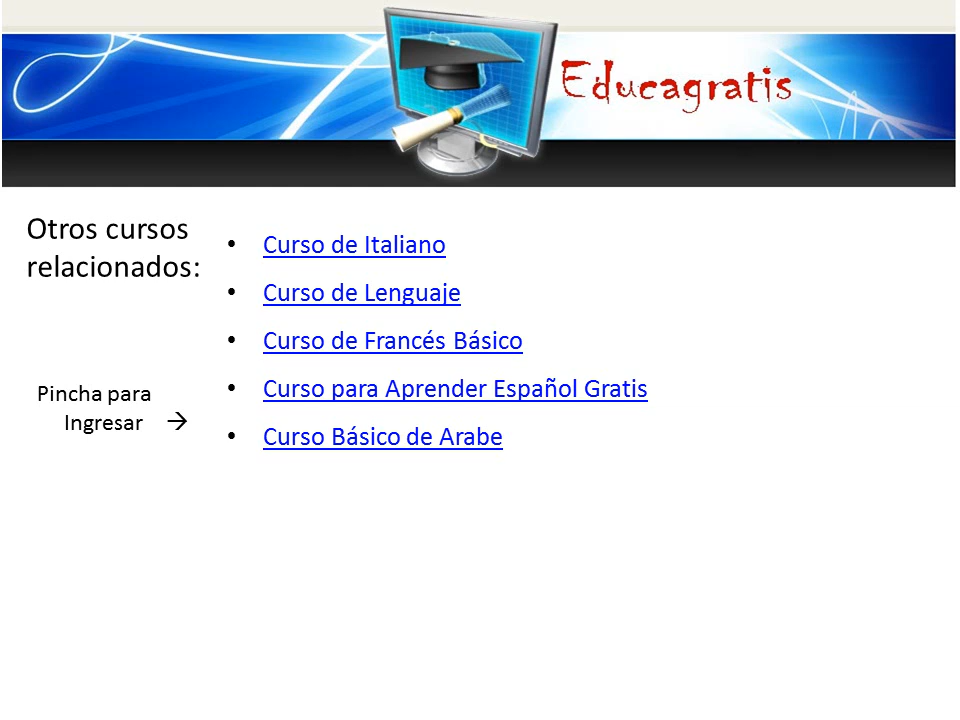 Educagratis
Otros cursos
relacionados:
Pincha para
Ingresar →
• Curso de Italiano
• Curso de Lenguaje
• Curso de Francés Básico
• Curso para Aprender Español Gratis
• Curso Básico de Arabe